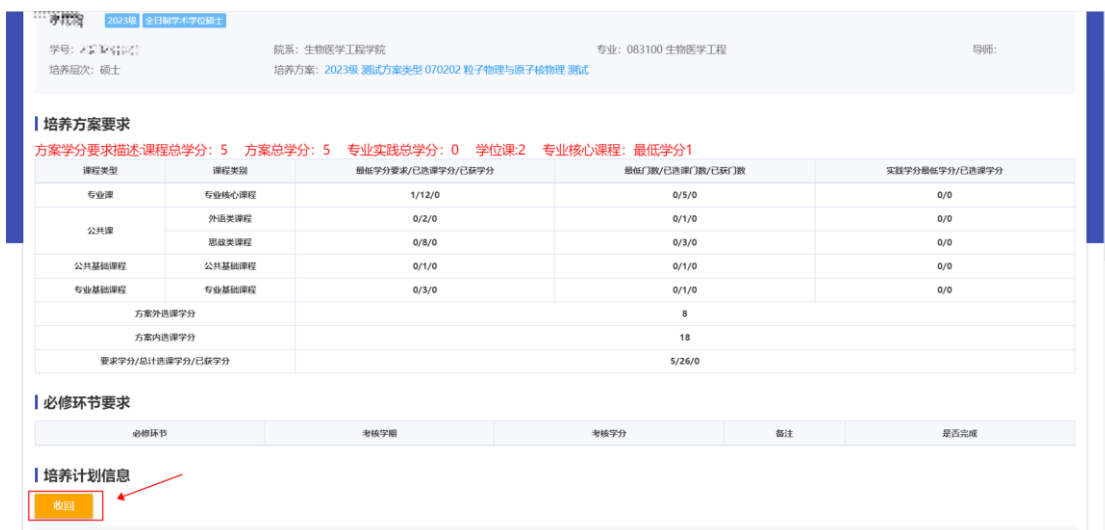 2023级 全日制学术学位硕士
学号： 院系：生物医学工程学院 专业：083100 生物医学工程 导师：
培养层次：硕士 培养方案：2023级 测试方案类型 070202 粒子物理与原子核物理 测试
培养方案要求
方案学分要求描述:课程总学分：5 方案总学分：5 专业实践总学分：0 学位课:2 专业核心课程：最低学分1
课程类型 课程类别 最低学分要求/已选课学分/已获学分 最低门数/已选课门数/已获门数 实践学分最低学分/已选课学分
专业课 专业核心课程 1/12/0 0/5/0 0/0
公共课 外语类课程 0/2/0 0/1/0 0/0
思政类课程 0/8/0 0/3/0 0/0
公共基础课程 公共基础课程 0/1/0 0/1/0 0/0
专业基础课程 专业基础课程 0/3/0 0/1/0 0/0
方案外选课学分 8
方案内选课学分 18
要求学分/总计选课学分/已获学分 5/26/0
必修环节要求
必修环节 考核学期 考核学分 备注 是否完成
培养计划信息
收回